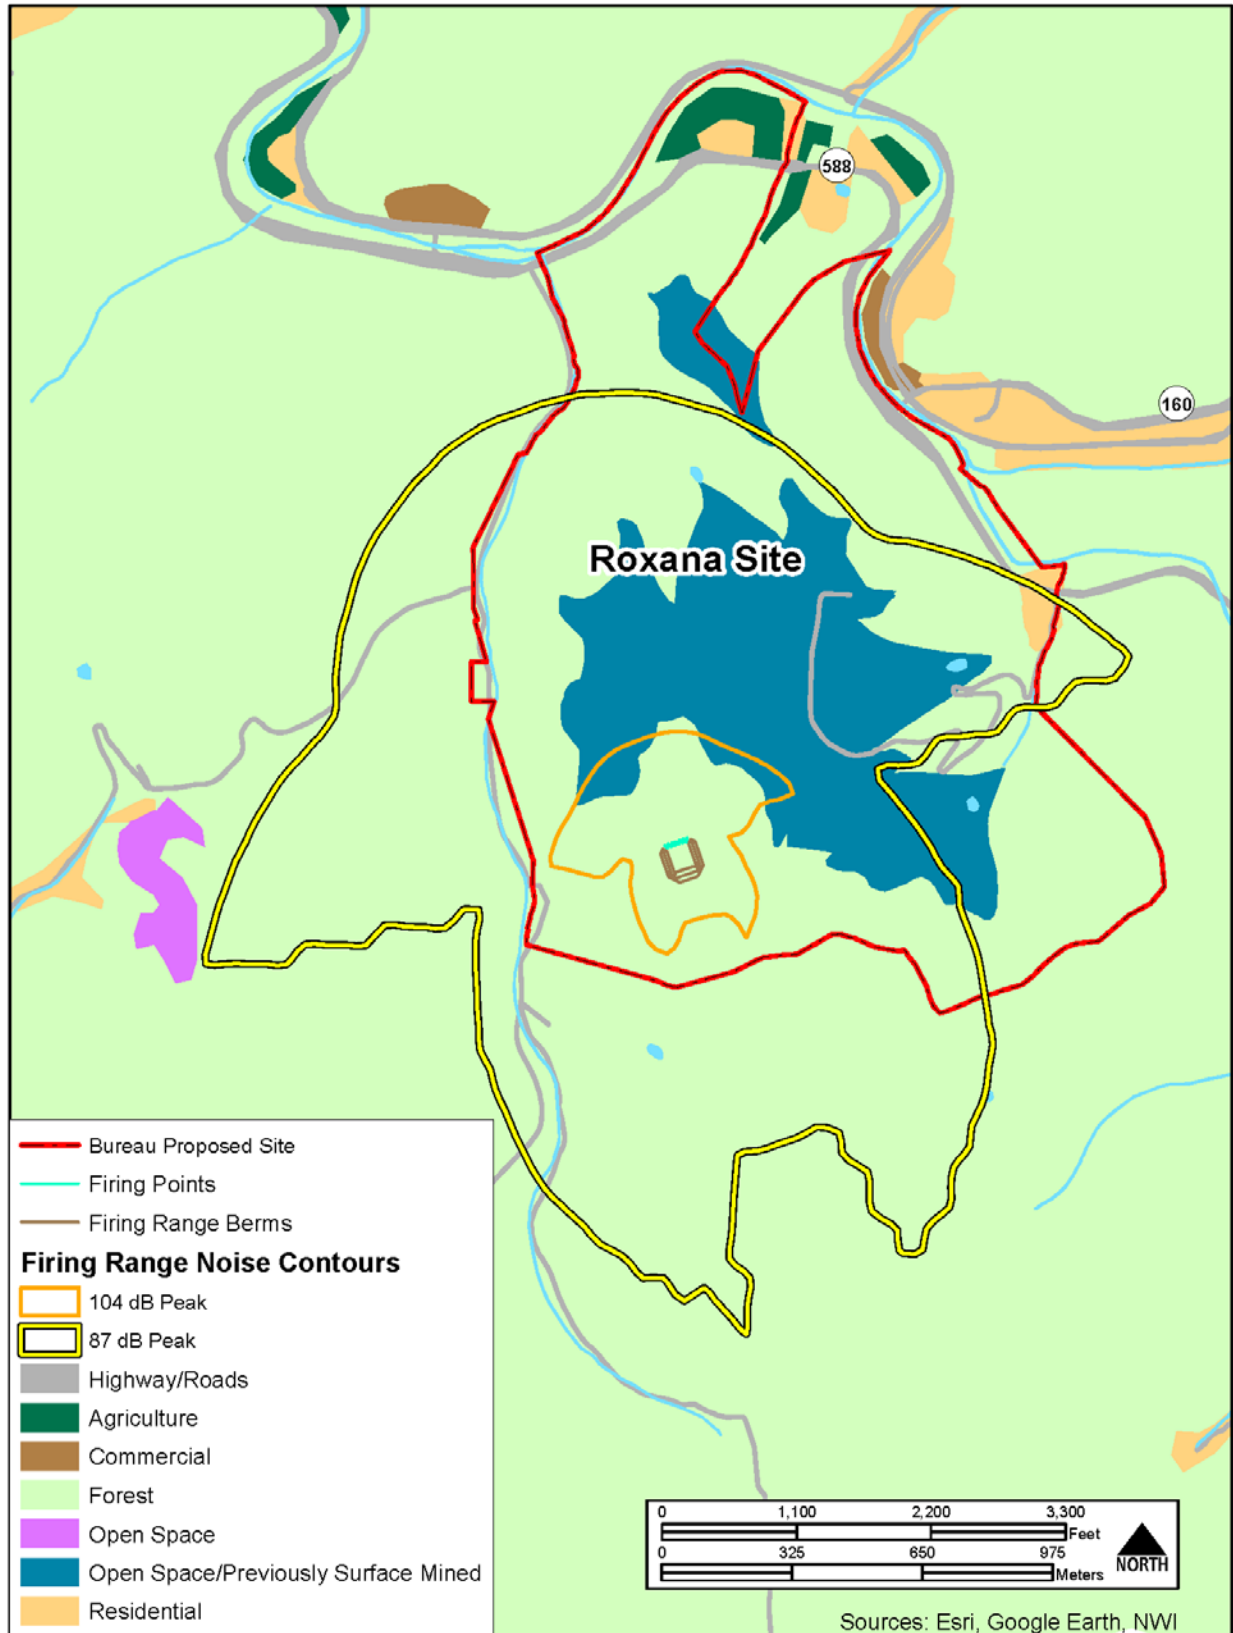 588
160
Roxana Site
Bureau Proposed Site
Firing Points
Firing Range Berms
Firing Range Noise Contours
104 dB Peak
87 dB Peak
Highway/Roads
Agriculture
Commercial
Forest
Open Space
Open Space/Previously Surface Mined
Residential
0 1,100 2,200 3,300
Feet
0 325 650 975
Meters
NORTH
Sources: Esri, Google Earth, NWI